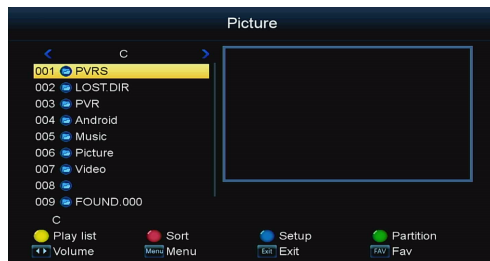 Picture
C
001 PVRS
002 LOST.DIR
003 PVR
004 Android
005 Music
006 Picture
007 Video
008
009 FOUND.000
C
Play list Sort Setup Partition
Volume Menu Menu Exit Exit FAV Fav